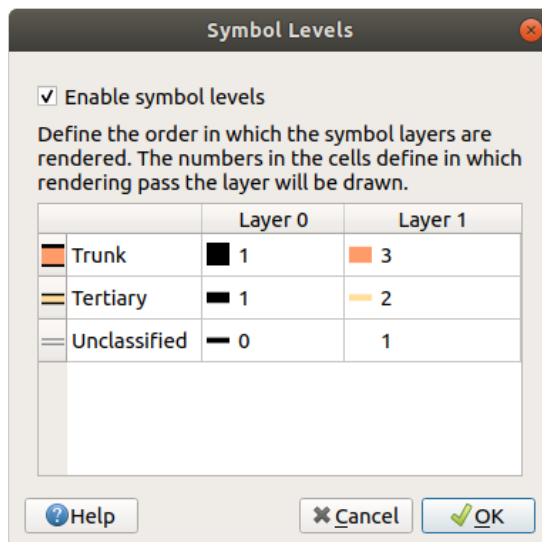 Symbol Levels
Enable symbol levels
Define the order in which the symbol layers are
rendered. The numbers in the cells define in which
rendering pass the layer will be drawn.
Layer 0 Layer 1
Trunk 1 3
Tertiary 1 2
Unclassified 0 1
Help Cancel OK